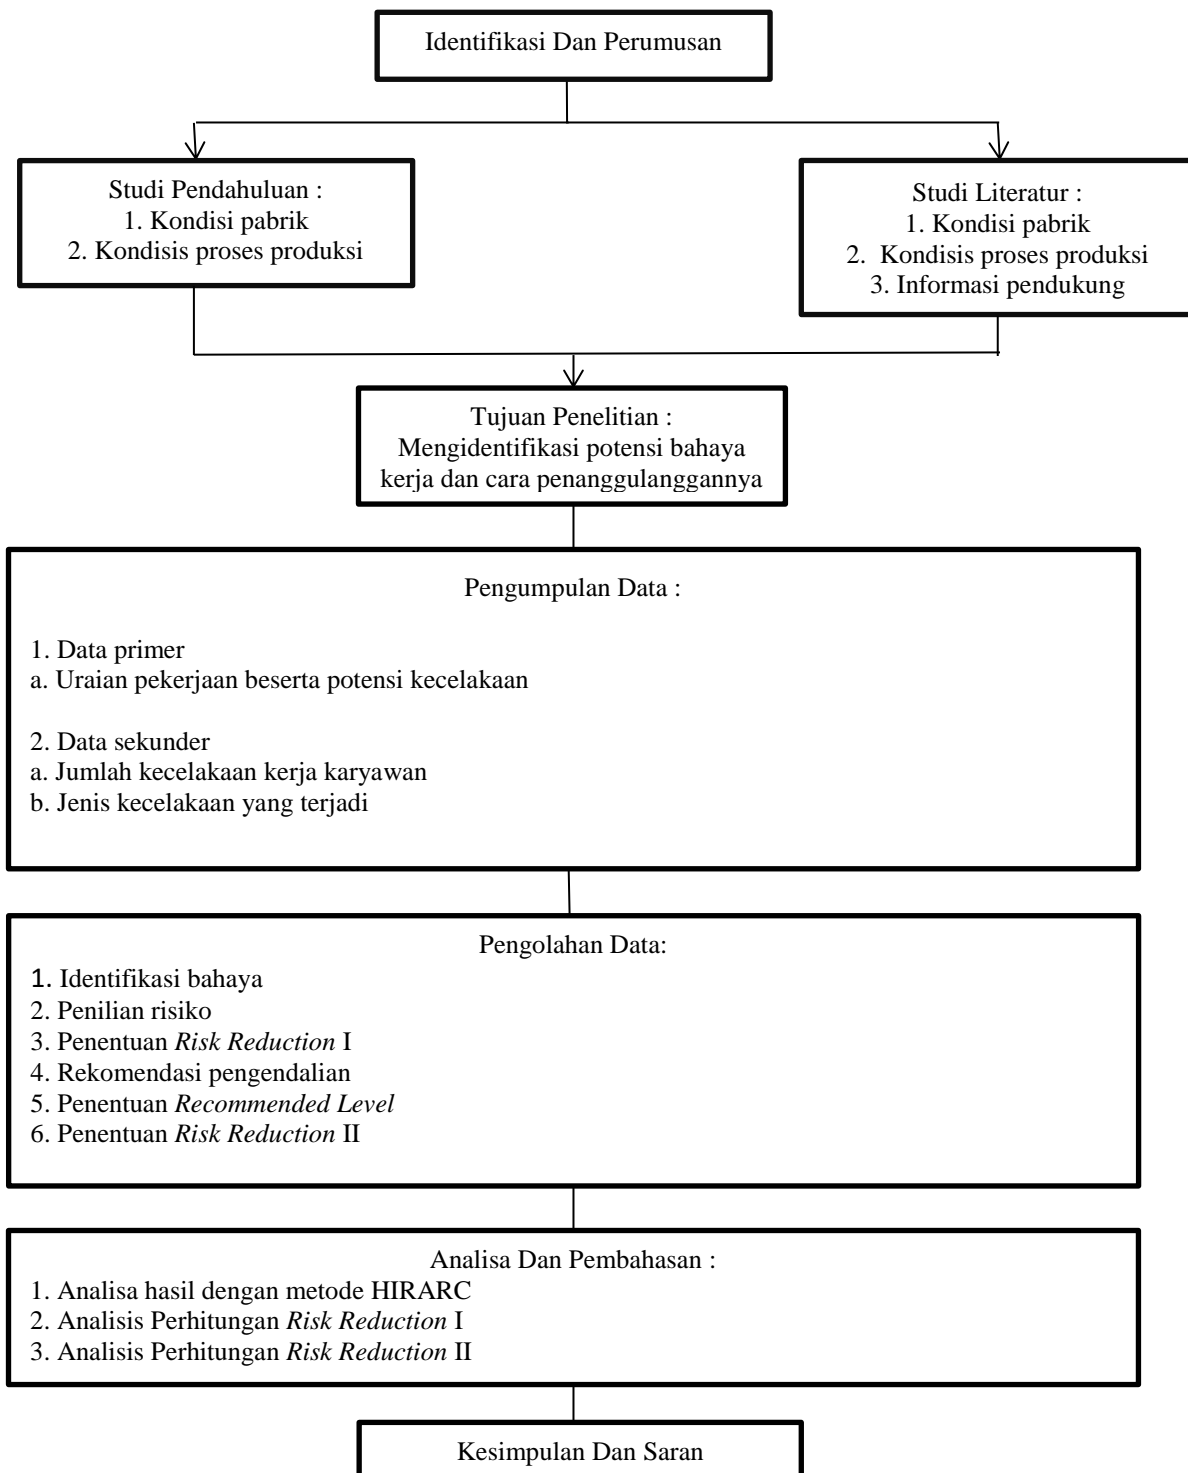 Identifikasi Dan Perumusan
Studi Pendahuluan :
1. Kondisi pabrik
2. Kondisis proses produksi
Studi Literatur :
1. Kondisi pabrik
2. Kondisis proses produksi
3. Informasi pendukung
Tujuan Penelitian :
Mengidentifikasi potensi bahaya
kerja dan cara penanggulanggannya
Pengumpulan Data :
1. Data primer
a. Uraian pekerjaan beserta potensi kecelakaan
2. Data sekunder
a. Jumlah kecelakaan kerja karyawan
b. Jenis kecelakaan yang terjadi
Pengolahan Data:
1. Identifikasi bahaya
2. Penilian risiko
3. Penentuan Risk Reduction I
4. Rekomendasi pengendalian
5. Penentuan Recommended Level
6. Penentuan Risk Reduction II
Analisa Dan Pembahasan :
1. Analisa hasil dengan metode HIRARC
2. Analisis Perhitungan Risk Reduction I
3. Analisis Perhitungan Risk Reduction II
Kesimpulan Dan Saran